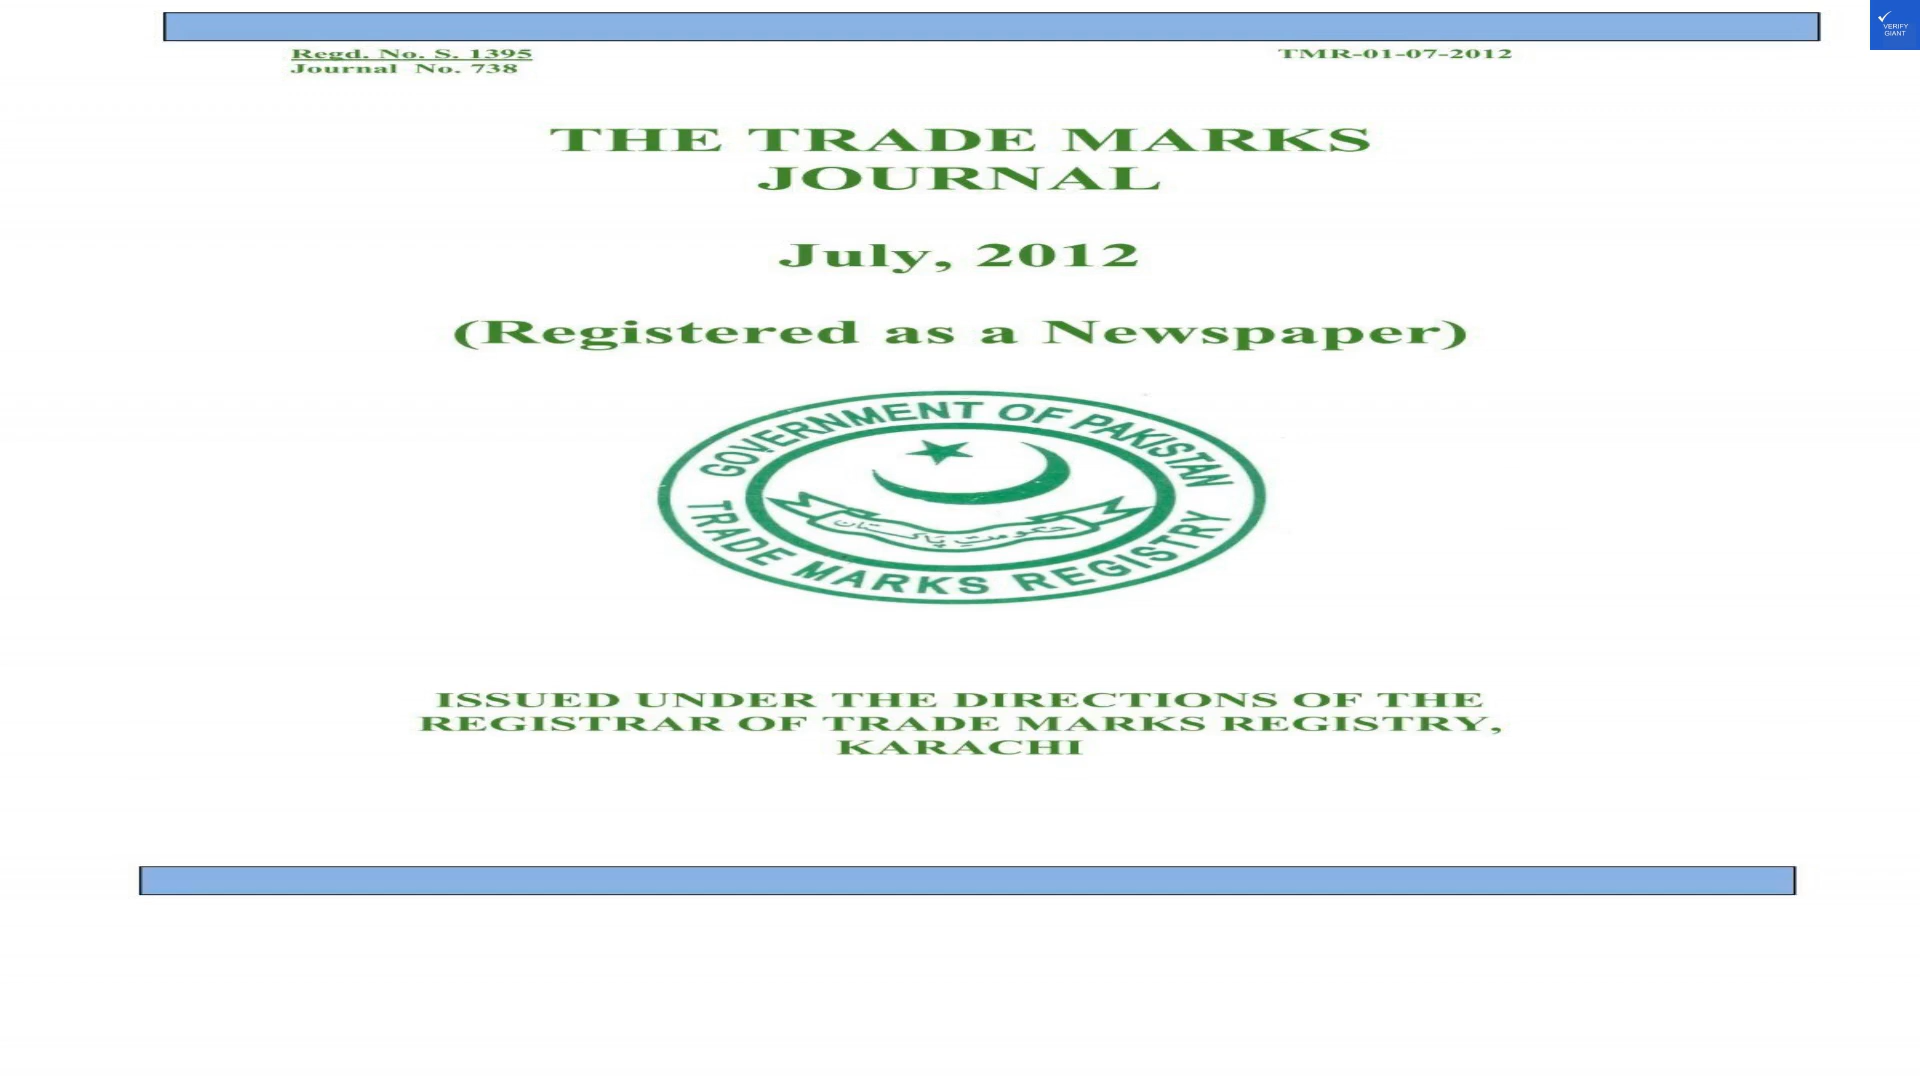 Regd. No. S. 1395
TMR-01-07-2012
Journal No. 738
VERIFY
GIANT
THE TRADE MARKS
JOURNAL
July, 2012
(Registered as a Newspaper)
GOVERNMENT OF PAKISTAN
حکومتِ پاکستان
TRADE MARKS REGISTRY
ISSUED UNDER THE DIRECTIONS OF THE
REGISTRAR OF TRADE MARKS REGISTRY,
KARACHI